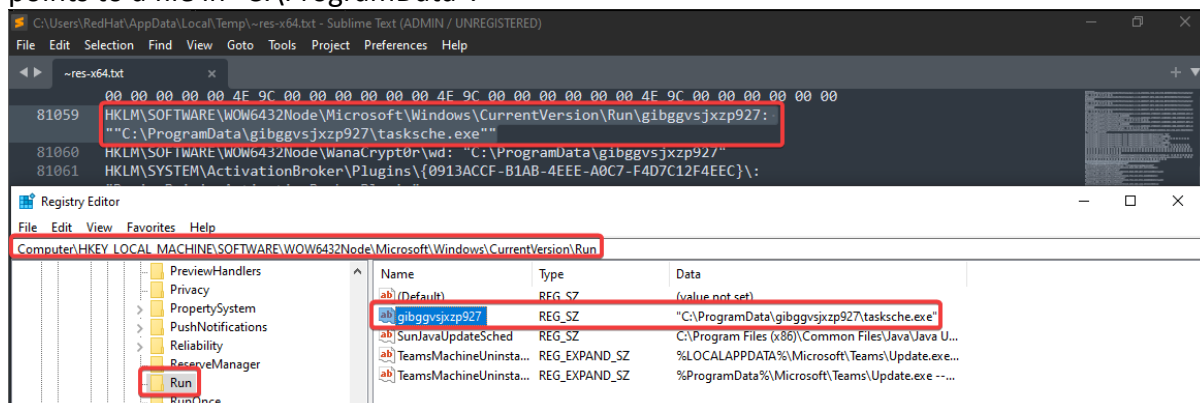 points to a file in "C:\ProgramData".
C:\Users\RedHat\AppData\Local\Temp\~res-x64.txt - Sublime Text (ADMIN / UNREGISTERED)
File Edit Selection Find View Goto Tools Project Preferences Help
~res-x64.txt
00 00 00 00 00 4E 9C 00 00 00 00 00 00 4E 9C 00 00 00 00 00 00 4E 9C 00 00 00 00 00 00
81059 HKLM\SOFTWARE\WOW6432Node\Microsoft\Windows\CurrentVersion\Run\gibggvsjxzp927:
""C:\ProgramData\gibggvsjxzp927\tasksche.exe""
81060 HKLM\SOFTWARE\WOW6432Node\WanaCrypt0r\wd: "C:\ProgramData\gibggvsjxzp927"
81061 HKLM\SYSTEM\ActivationBroker\Plugins\{0913ACCF-B1AB-4EEE-A0C7-F4D7C12F4EEC}\:
Registry Editor
File Edit View Favorites Help
Computer\HKEY_LOCAL_MACHINE\SOFTWARE\WOW6432Node\Microsoft\Windows\CurrentVersion\Run
PreviewHandlers
Privacy
PropertySystem
PushNotifications
Reliability
ReserveManager
Run
RunOnce
Name Type Data
(Default) REG_SZ (value not set)
gibggvsjxzp927 REG_SZ "C:\ProgramData\gibggvsjxzp927\tasksche.exe"
SunJavaUpdateSched REG_SZ C:\Program Files (x86)\Common Files\Java\Java U...
TeamsMachineUninsta... REG_EXPAND_SZ %LOCALAPPDATA%\Microsoft\Teams\Update.exe...
TeamsMachineUninsta... REG_EXPAND_SZ %ProgramData%\Microsoft\Teams\Update.exe --...